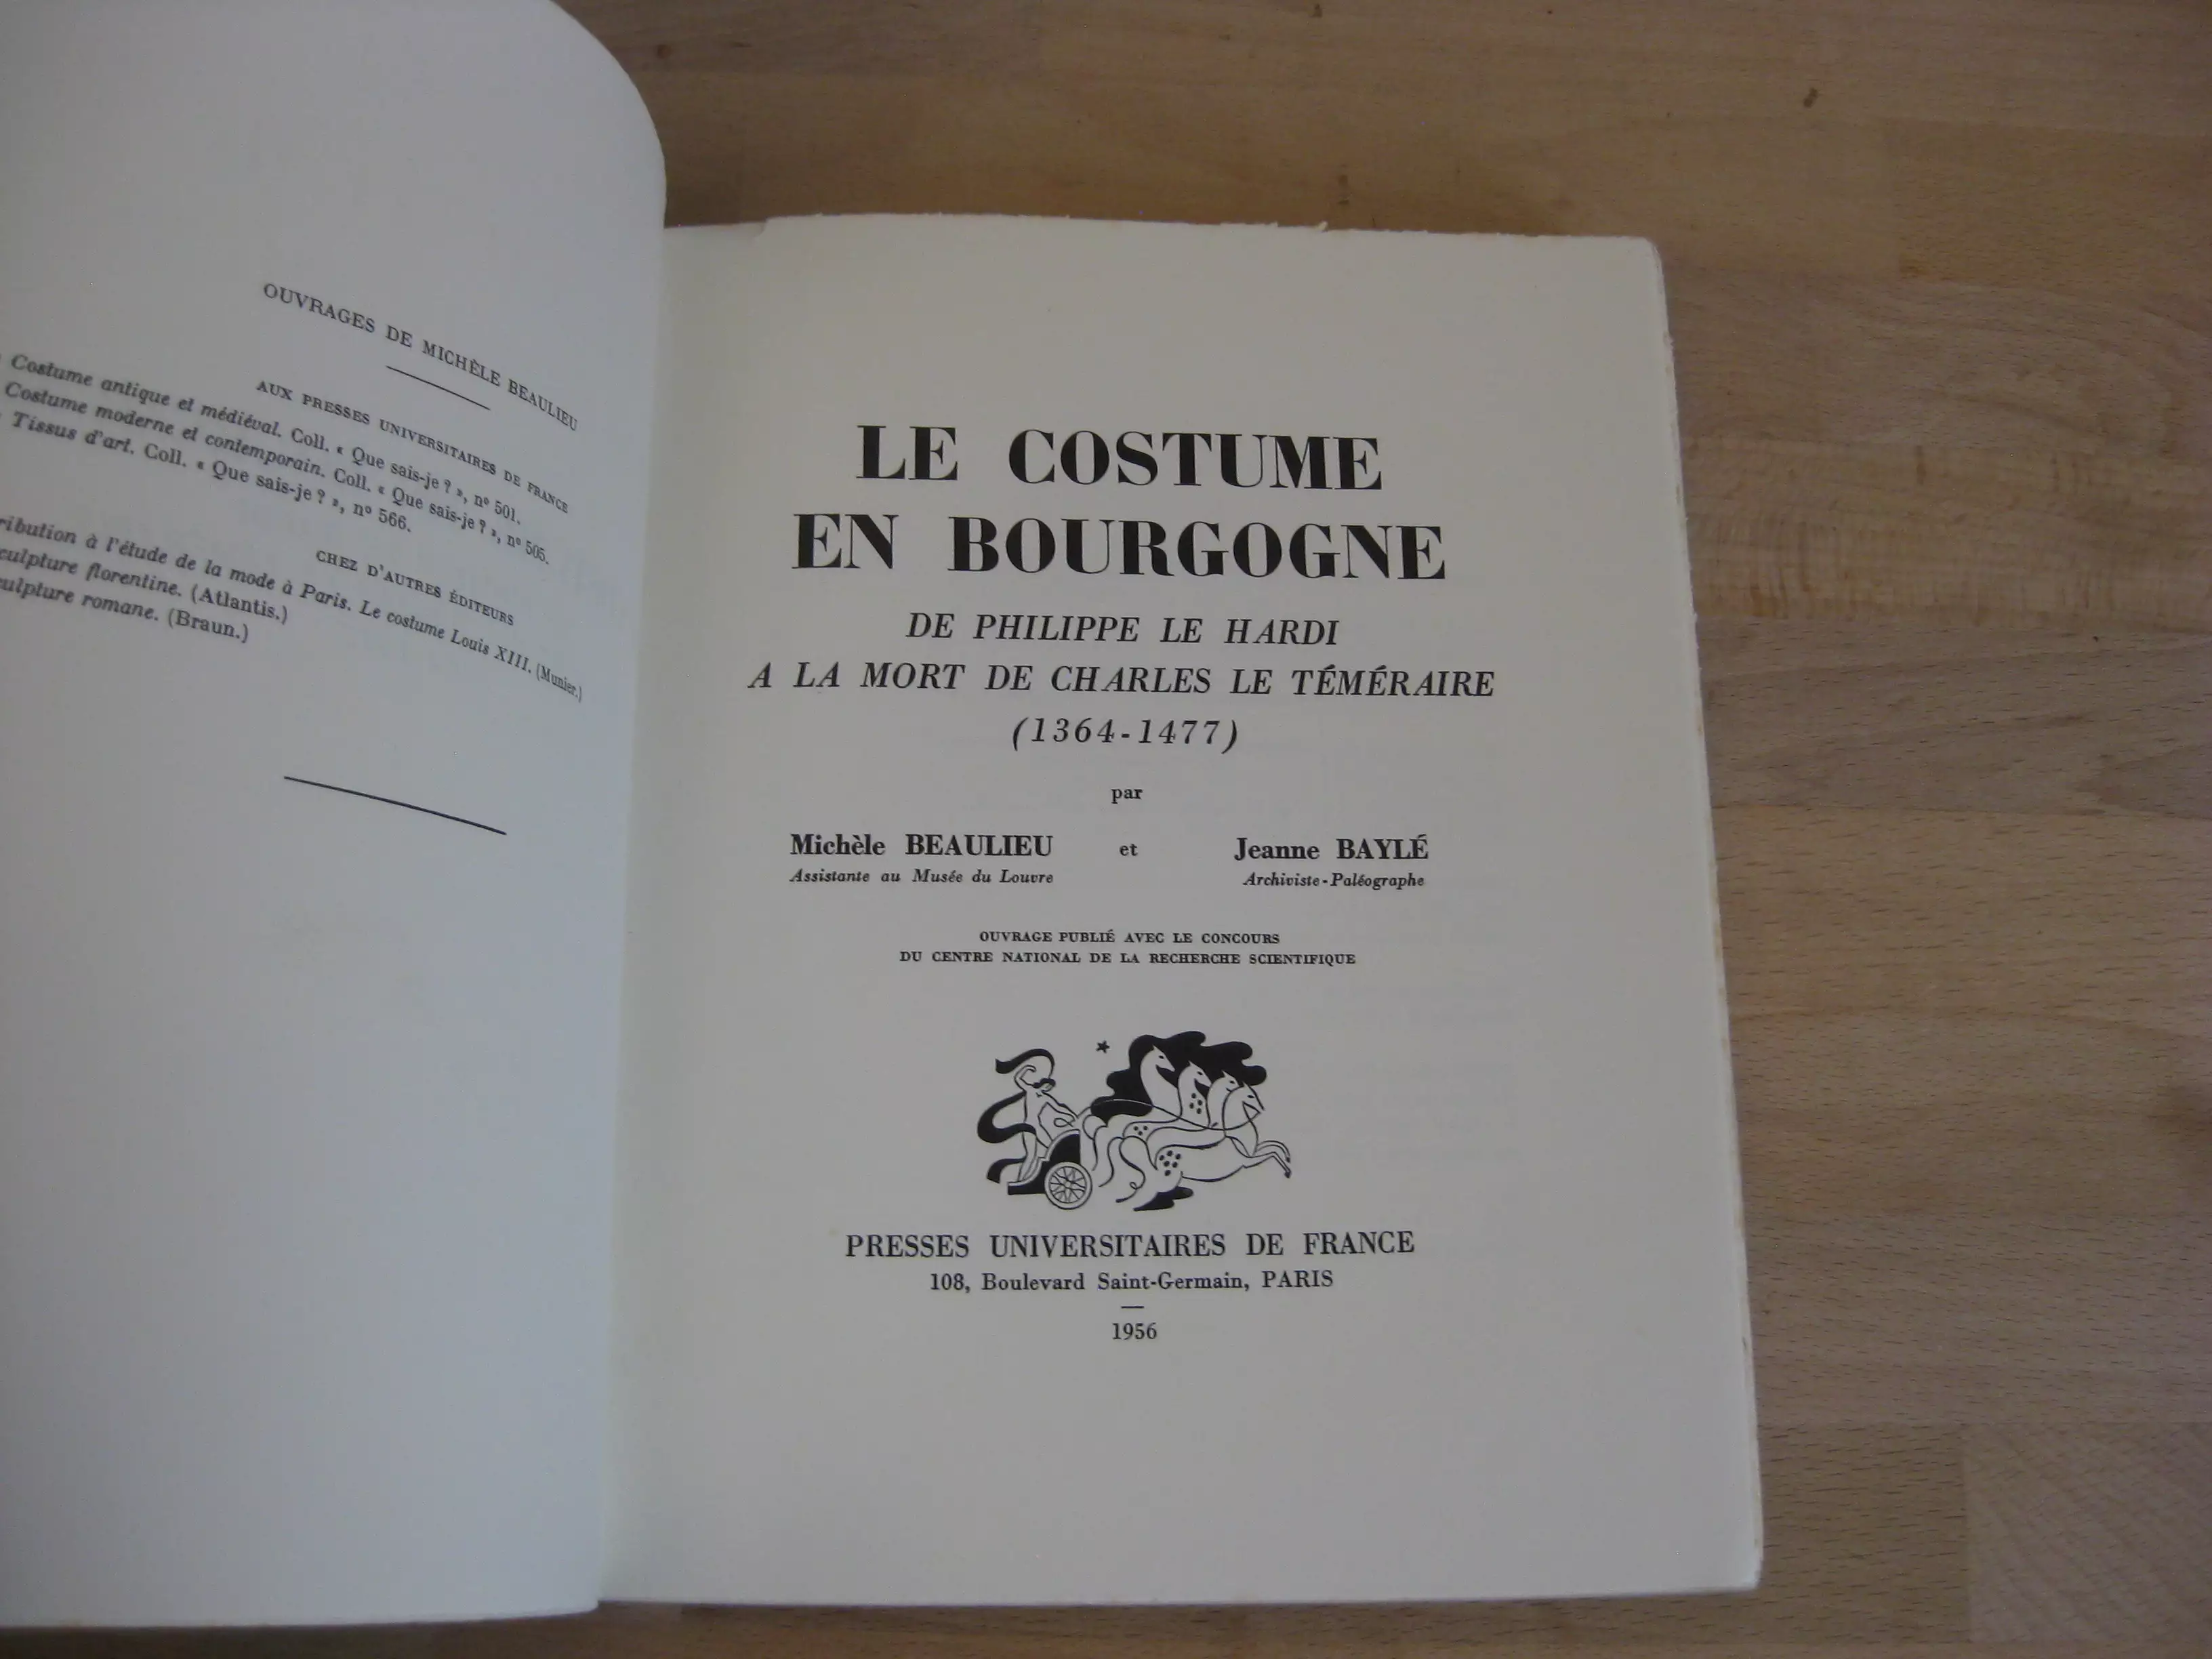 OUVRAGES DE MICHÈLE BEAULIEU
AUX PRESSES UNIVERSITAIRES DE FRANCE
Costume antique et médiéval. Coll. « Que sais-je ? », nº 501.
Costume moderne et contemporain. Coll. « Que sais-je ? », nº 505.
Tissus d'art. Coll. « Que sais-je ? », nº 566.
CHEZ D'AUTRES ÉDITEURS
ribution à l'étude de la mode à Paris. Le costume Louis XIII. (Munier.)
culpture florentine. (Atlantis.)
culpture romane. (Braun.)
LE COSTUME
EN BOURGOGNE
DE PHILIPPE LE HARDI
A LA MORT DE CHARLES LE TÉMÉRAIRE
(1364-1477)
par
Michèle BEAULIEU et Jeanne BAYLÉ
Assistante au Musée du Louvre Archiviste-Paléographe
OUVRAGE PUBLIÉ AVEC LE CONCOURS
DU CENTRE NATIONAL DE LA RECHERCHE SCIENTIFIQUE
PRESSES UNIVERSITAIRES DE FRANCE
108, Boulevard Saint-Germain, PARIS
1956